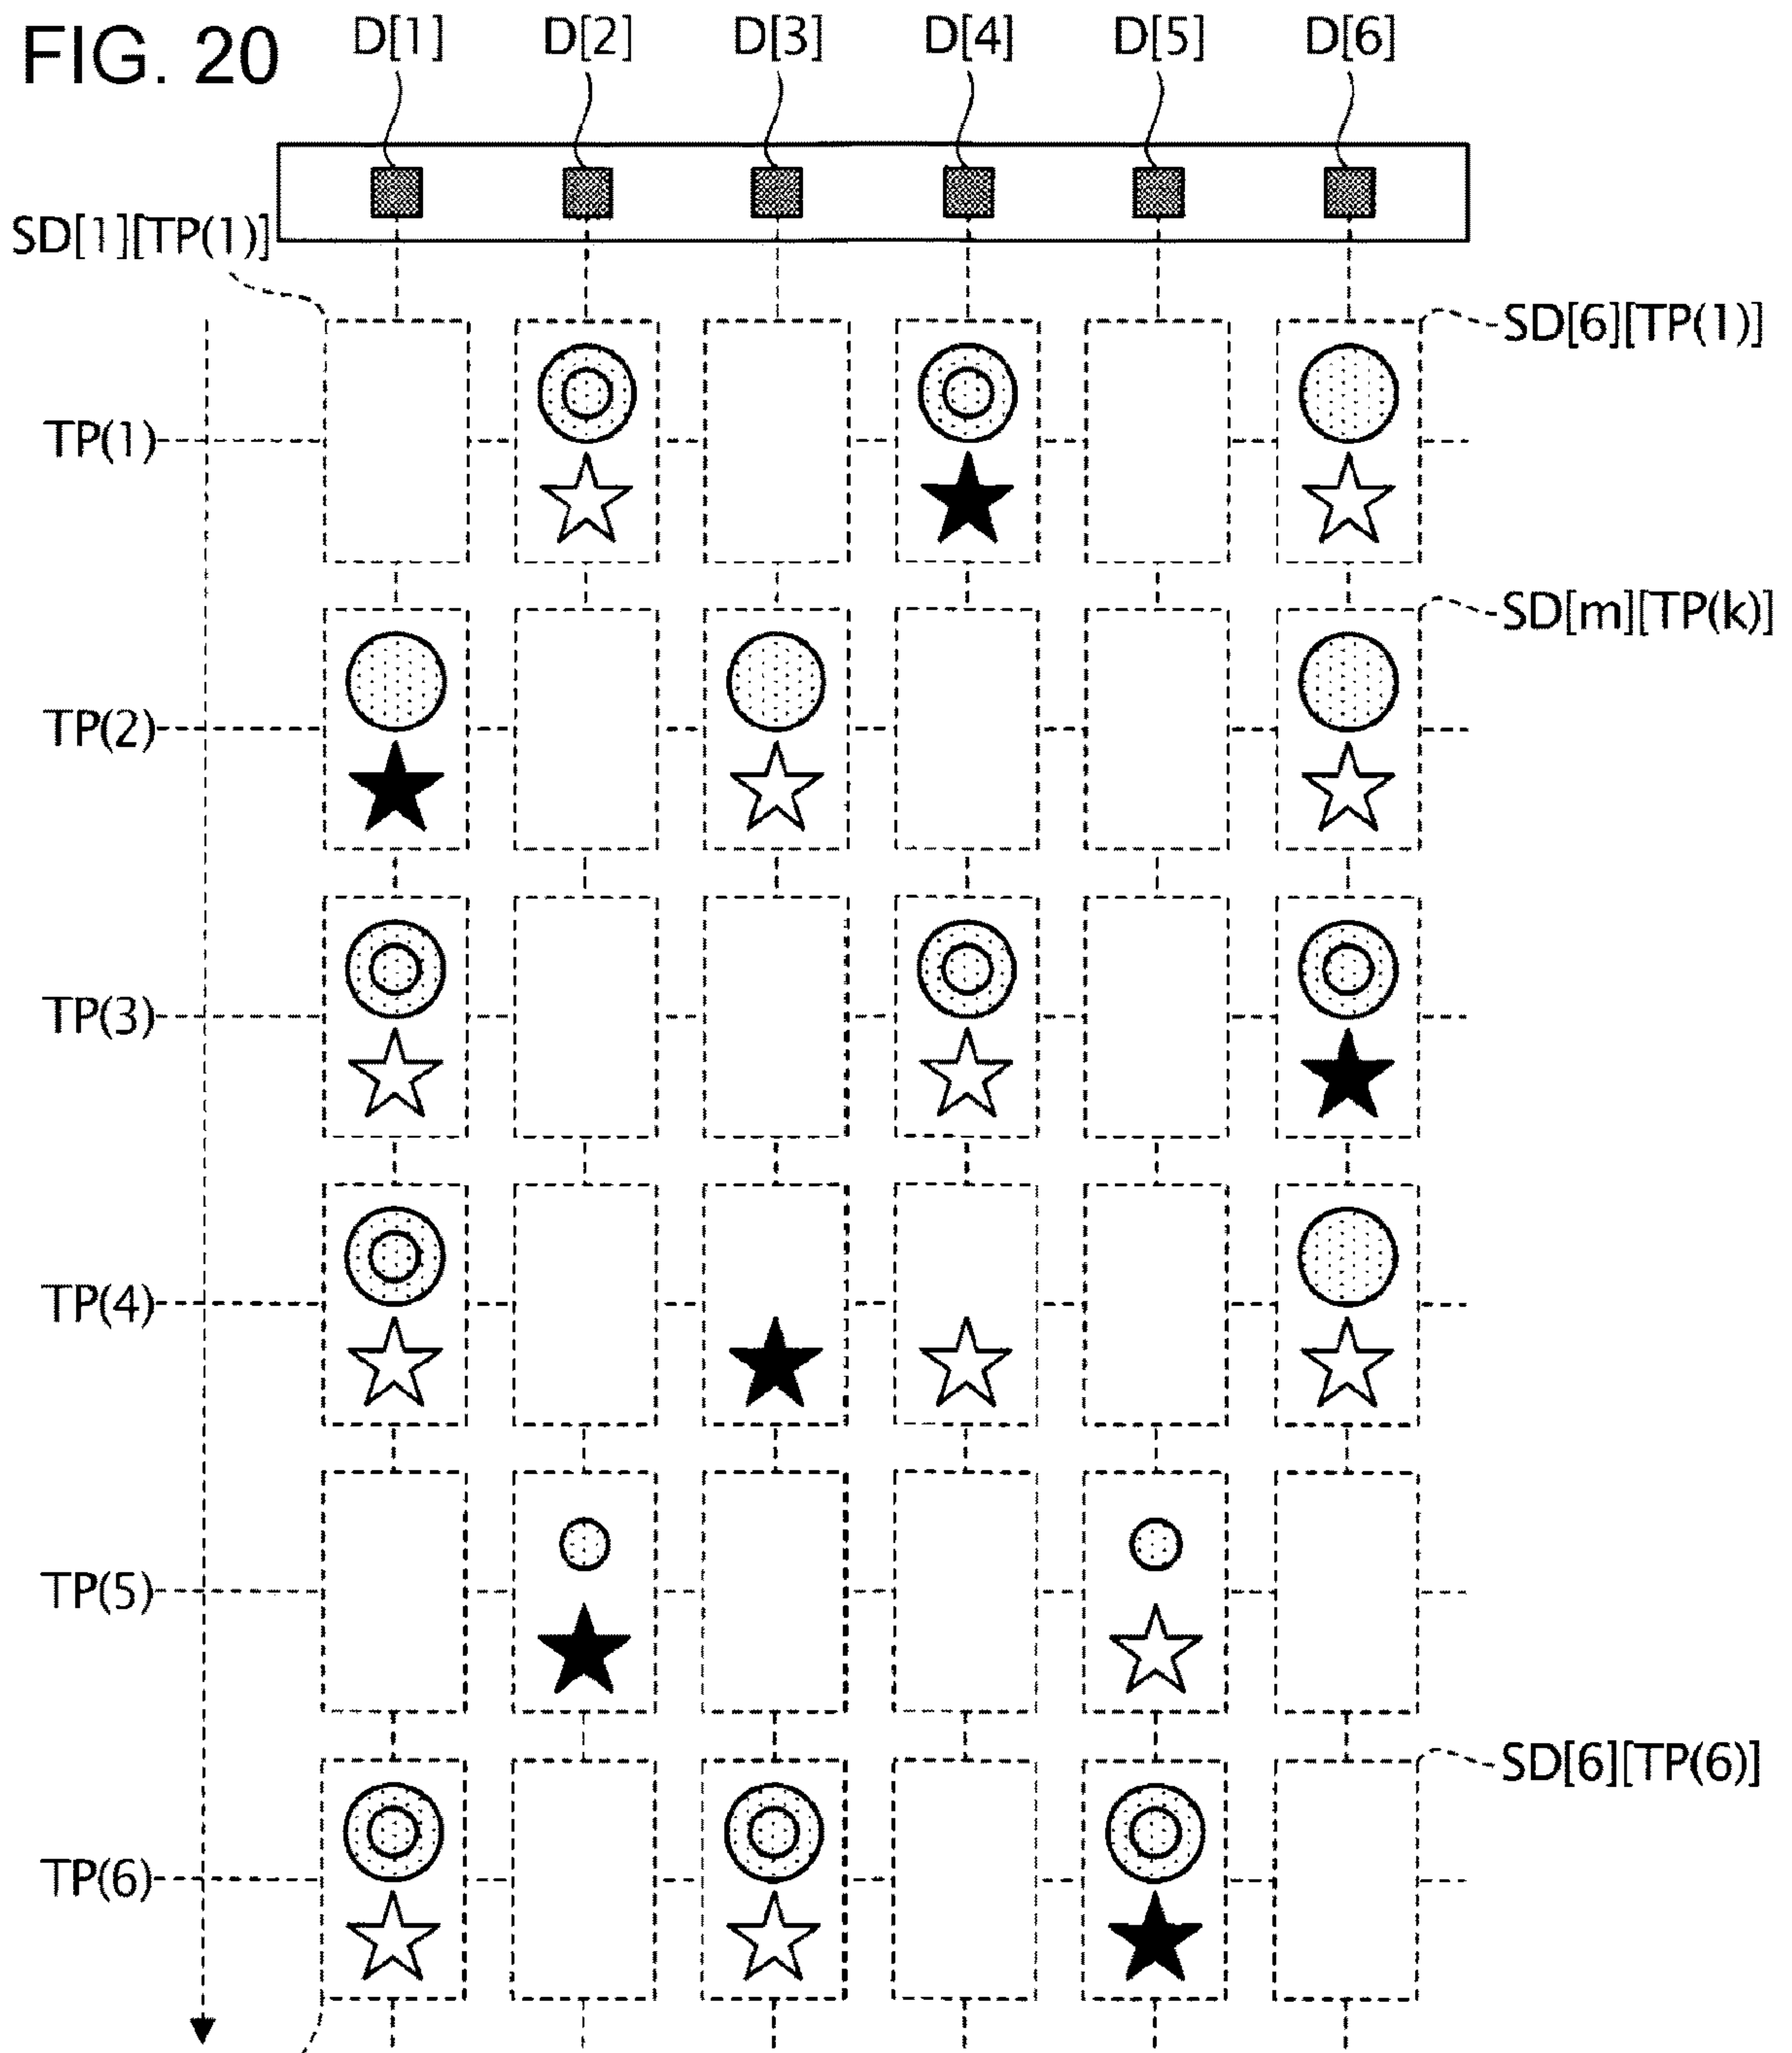 FIG. 20
D[1] D[2] D[3] D[4] D[5] D[6]
SD[1][TP(1)]
SD[6][TP(1)]
TP(1)
SD[m][TP(k)]
TP(2)
TP(3)
TP(4)
TP(5)
SD[6][TP(6)]
TP(6)